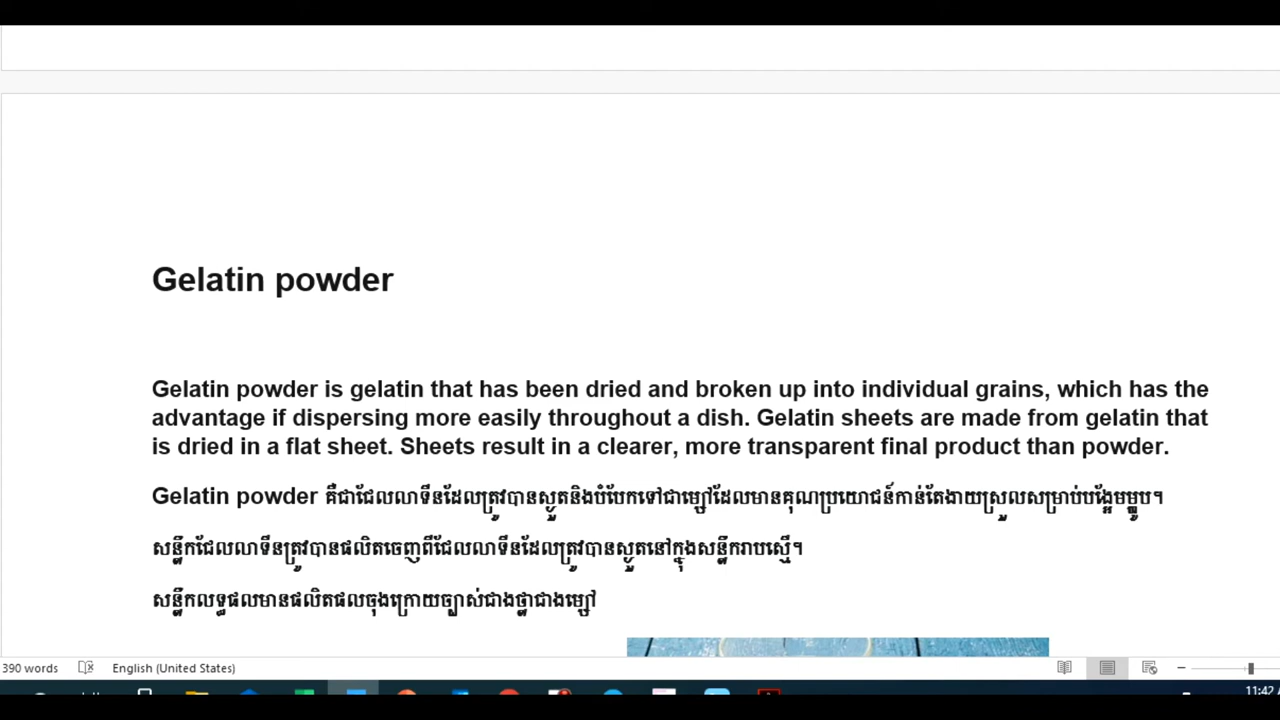 Gelatin powder
Gelatin powder is gelatin that has been dried and broken up into individual grains, which has the
advantage if dispersing more easily throughout a dish. Gelatin sheets are made from gelatin that
is dried in a flat sheet. Sheets result in a clearer, more transparent final product than powder.
Gelatin powder គឺជាជែលលាទីនដែលត្រូវបានស្ងួតនិងបំបែកទៅជាម្សៅដែលមានគុណប្រយោជន៍កាន់តែងាយស្រួលសម្រាប់បង្អែមម្ហូប។
សន្លឹកជែលលាទីនត្រូវបានផលិតចេញពីជែលលាទីនដែលត្រូវបានស្ងួតនៅក្នុងសន្លឹករាបស្មើ។
សន្លឹកលទ្ធផលមានផលិតផលចុងក្រោយច្បាស់ជាងថ្លាជាងម្សៅ
390 words
English (United States)
11:42